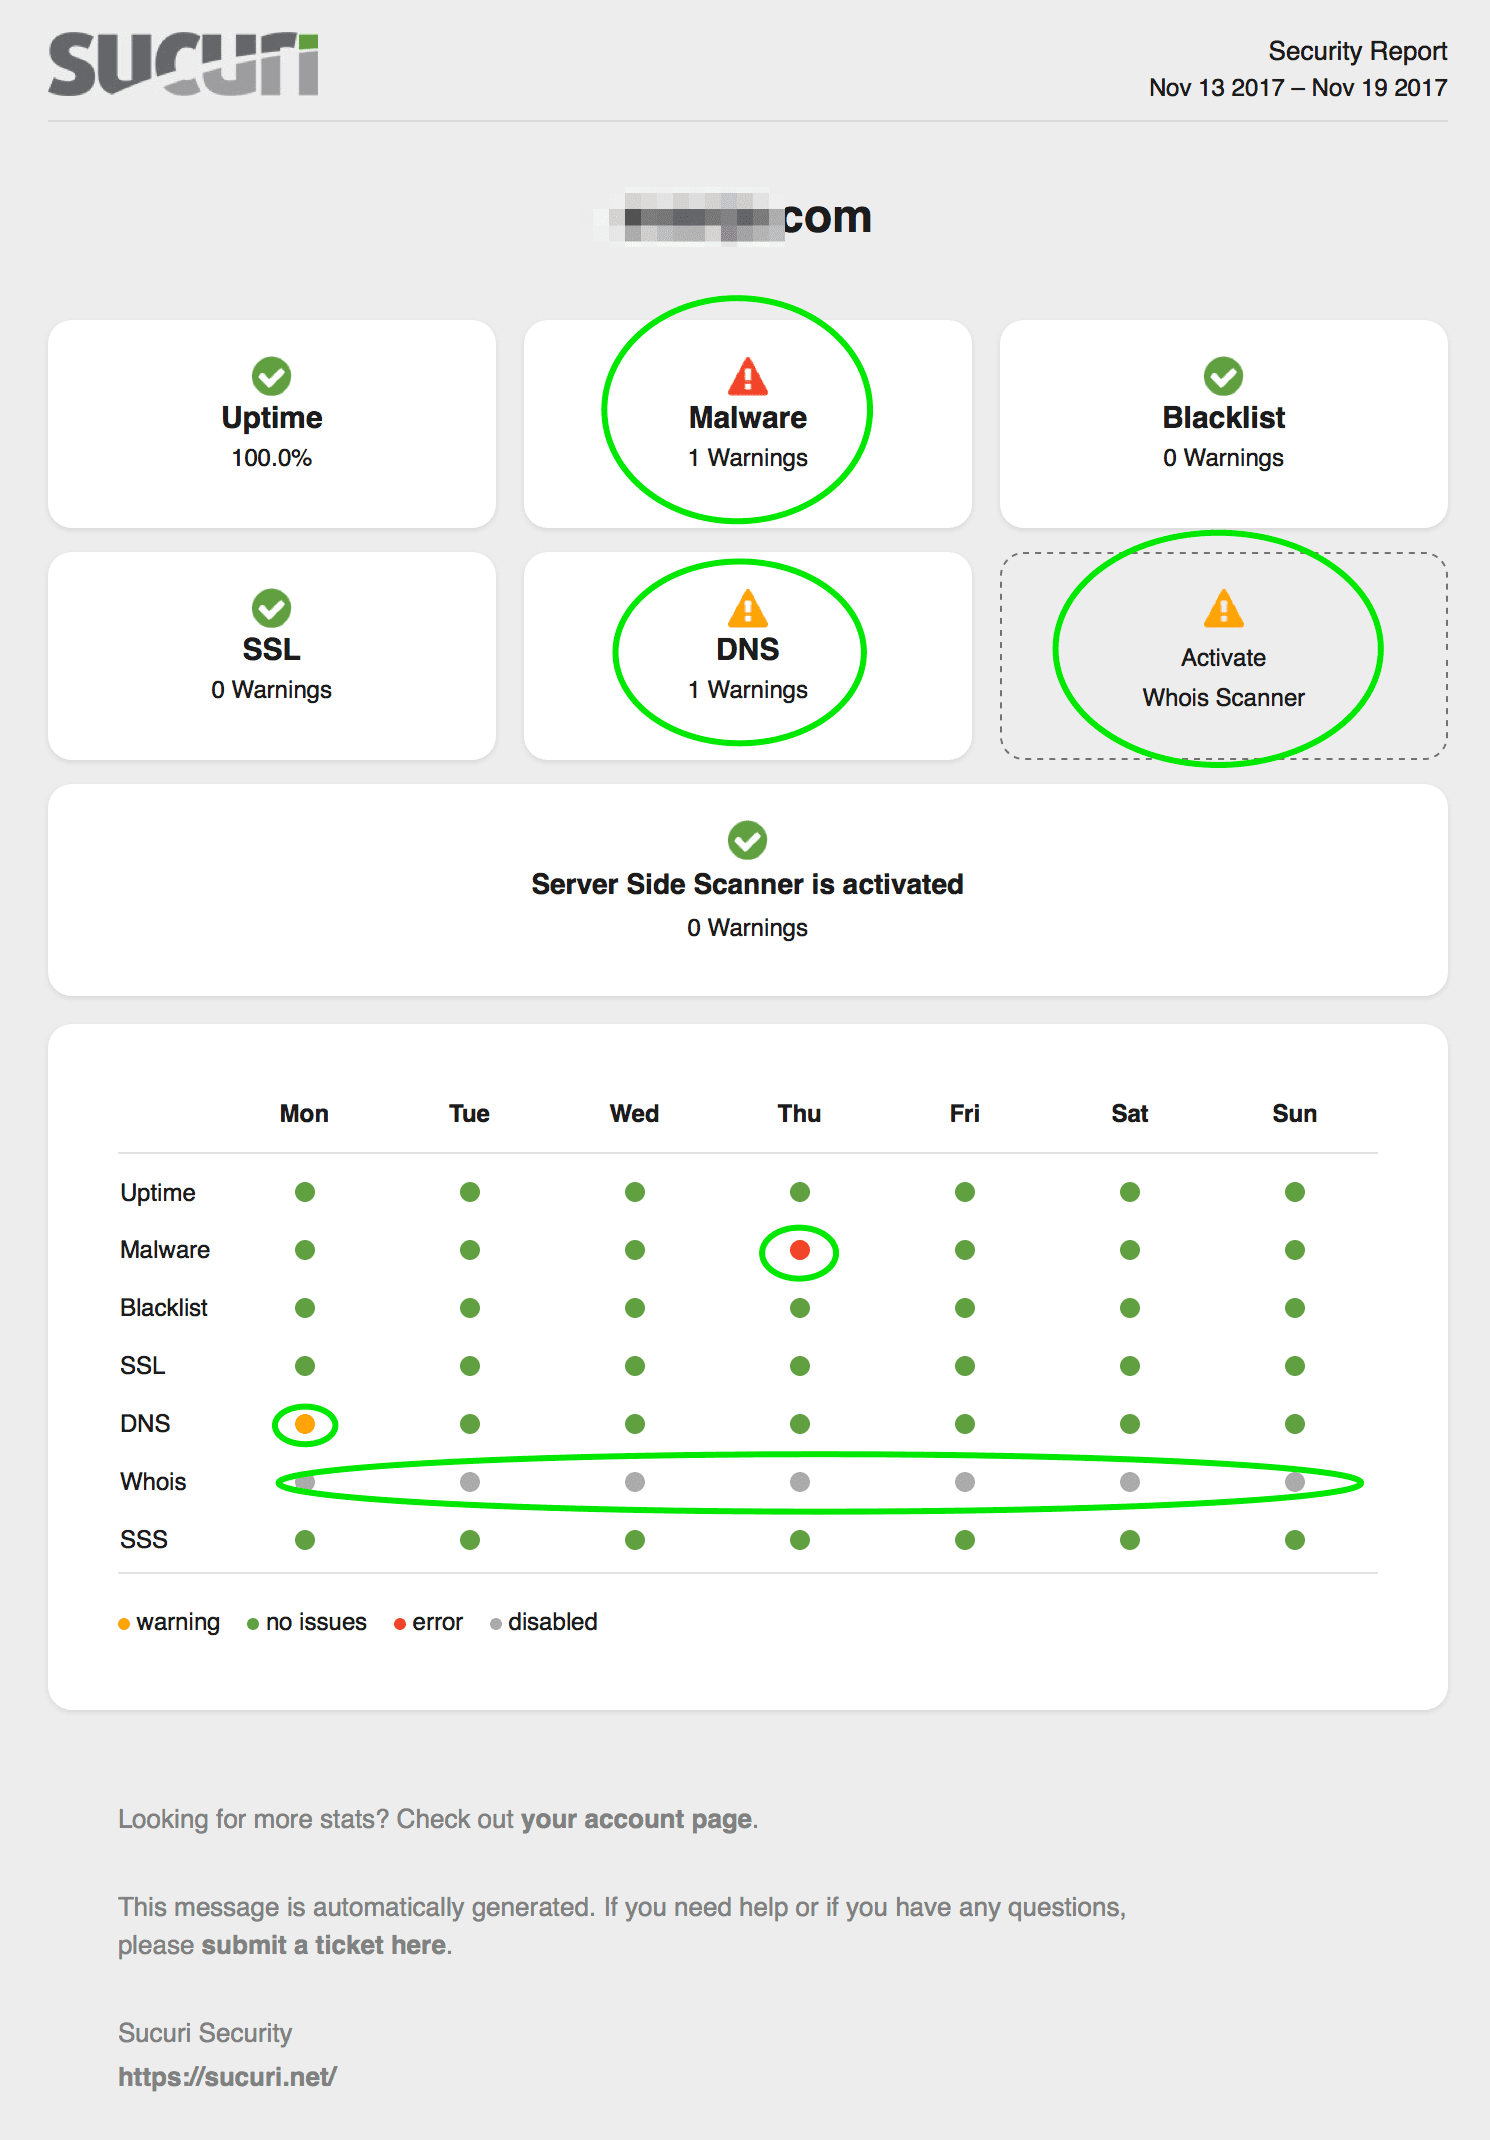 sucuri
Security Report
Nov 13 2017 – Nov 19 2017
com
Uptime
100.0%
Malware
1 Warnings
Blacklist
0 Warnings
SSL
0 Warnings
DNS
1 Warnings
Activate
Whois Scanner
Server Side Scanner is activated
0 Warnings
Mon Tue Wed Thu Fri Sat Sun
Uptime
Malware
Blacklist
SSL
DNS
Whois
SSS
warning no issues error disabled
Looking for more stats? Check out your account page.
This message is automatically generated. If you need help or if you have any questions,
please submit a ticket here.
Sucuri Security
https://sucuri.net/